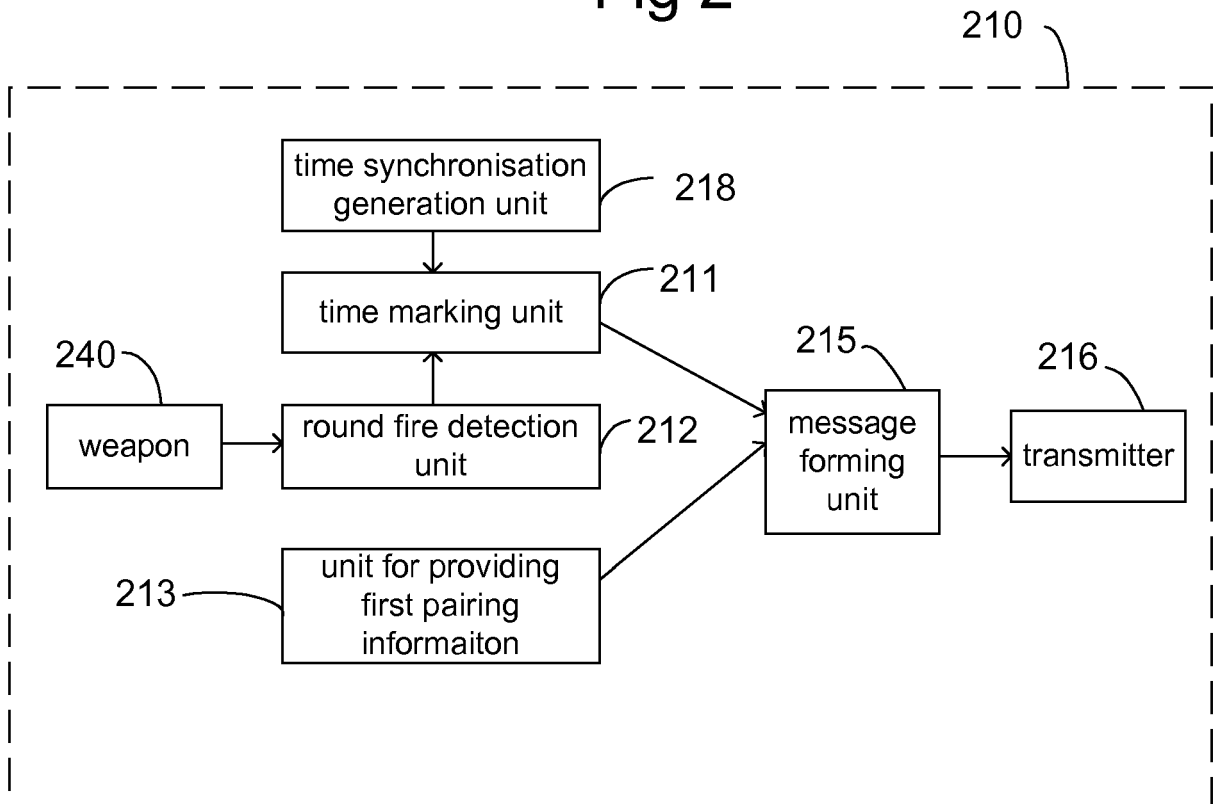 Fig 2
210
time synchronisation
generation unit
218
211
time marking unit
240
215
216
weapon
round fire detection
unit
212
message
forming
unit
transmitter
213
unit for providing
first pairing
informaiton